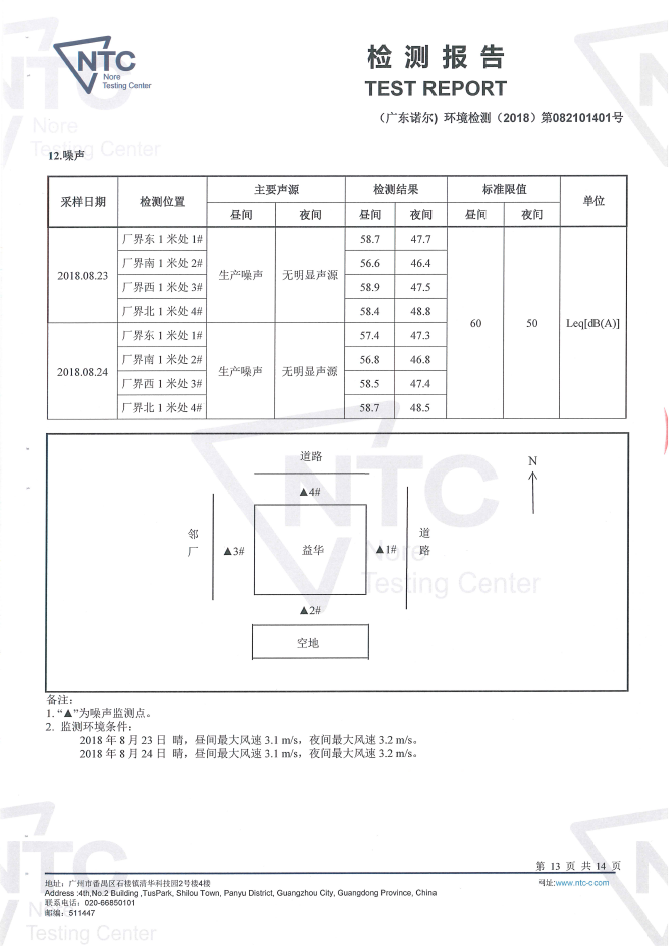 NTC
Nore
Testing Center
检测报告
TEST REPORT
（广东诺尔）环境检测（2018）第082101401号
12.噪声
采样日期 检测位置 主要声源 检测结果 标准限值 单位
昼间 夜间 昼间 夜间 昼间 夜间
2018.08.23 厂界东 1 米处 1# 生产噪声 无明显声源 58.7 47.7 60 50 Leq[dB(A)]
厂界南 1 米处 2# 56.6 46.4
厂界西 1 米处 3# 58.9 47.5
厂界北 1 米处 4# 58.4 48.8
2018.08.24 厂界东 1 米处 1# 生产噪声 无明显声源 57.4 47.3
厂界南 1 米处 2# 56.8 46.8
厂界西 1 米处 3# 58.5 47.4
厂界北 1 米处 4# 58.7 48.5
道路
N
▲4#
邻厂 ▲3# 益华 ▲1# 道路
▲2#
空地
备注：
1. “▲”为噪声监测点。
2. 监测环境条件：
2018 年 8 月 23 日 晴，昼间最大风速 3.1 m/s，夜间最大风速 3.2 m/s。
2018 年 8 月 24 日 晴，昼间最大风速 3.1 m/s，夜间最大风速 3.2 m/s。
第 13 页 共 14 页
地址：广州市番禺区石楼镇清华科技园2号楼4楼
网址:www.ntc-c.com
Address :4th,No.2 Building ,TusPark, Shilou Town, Panyu District, Guangzhou City, Guangdong Province, China
联系电话：020-66850101
邮编：511447